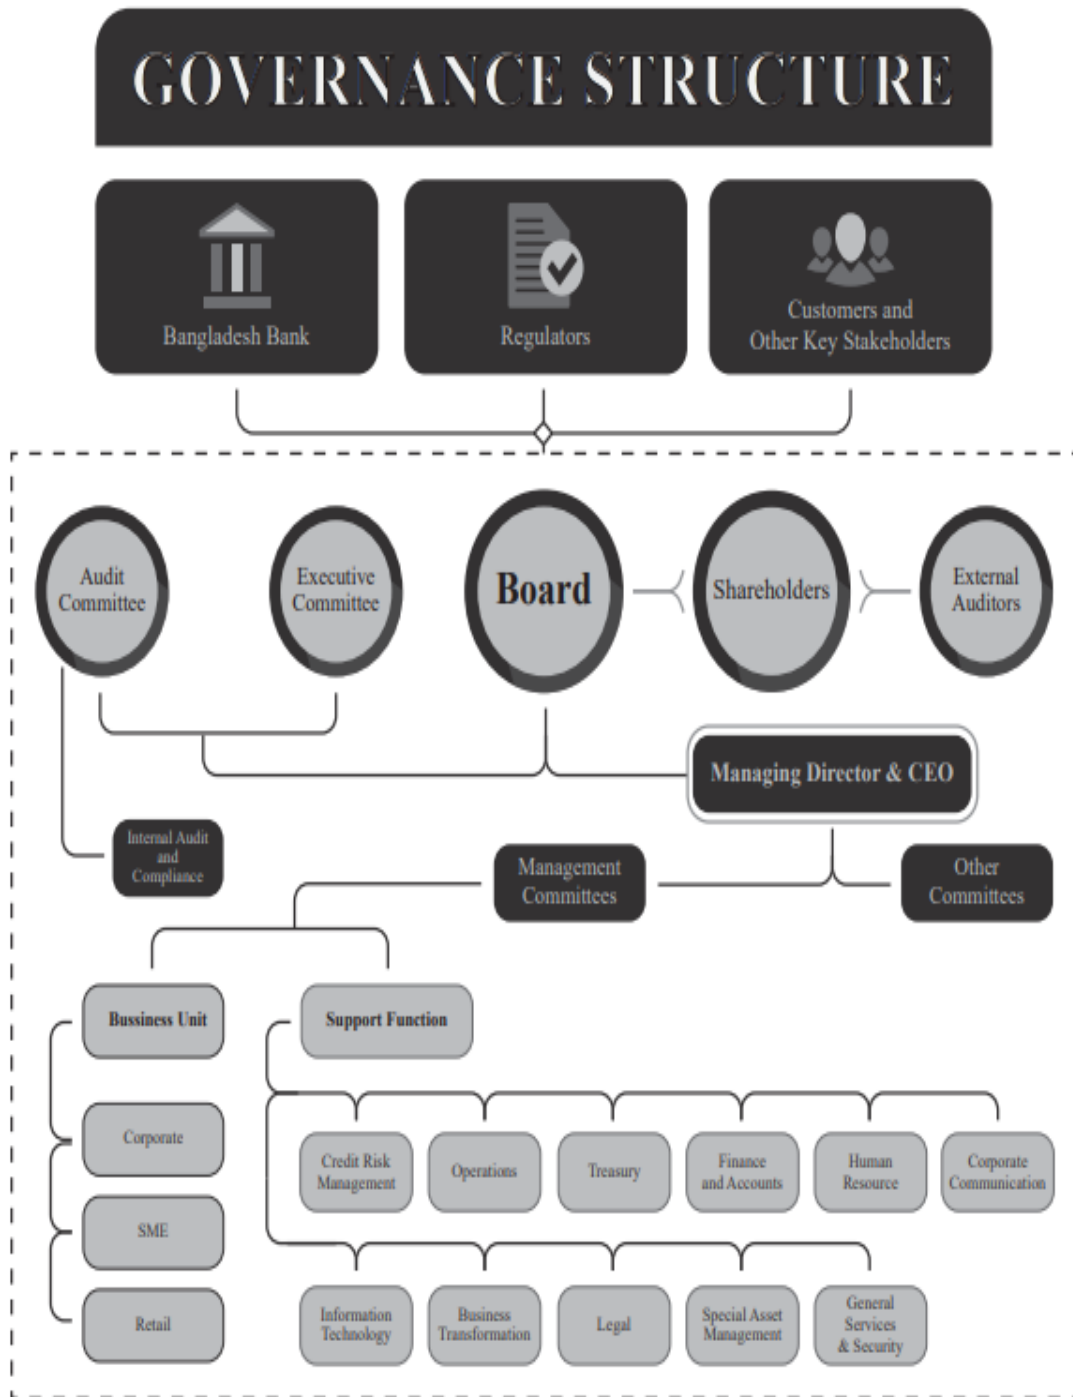 GOVERNANCE STRUCTURE
Bangladesh Bank
Regulators
Customers and
Other Key Stakeholders
Audit
Committee
Executive
Committee
Board
Shareholders
External
Auditors
Managing Director & CEO
Internal Audit
and
Compliance
Management
Committees
Other
Committees
Bussiness Unit
Support Function
Corporate
SME
Retail
Credit Risk
Management
Operations
Treasury
Finance
and Accounts
Human
Resource
Corporate
Communication
Information
Technology
Business
Transformation
Legal
Special Asset
Management
General
Services
& Security